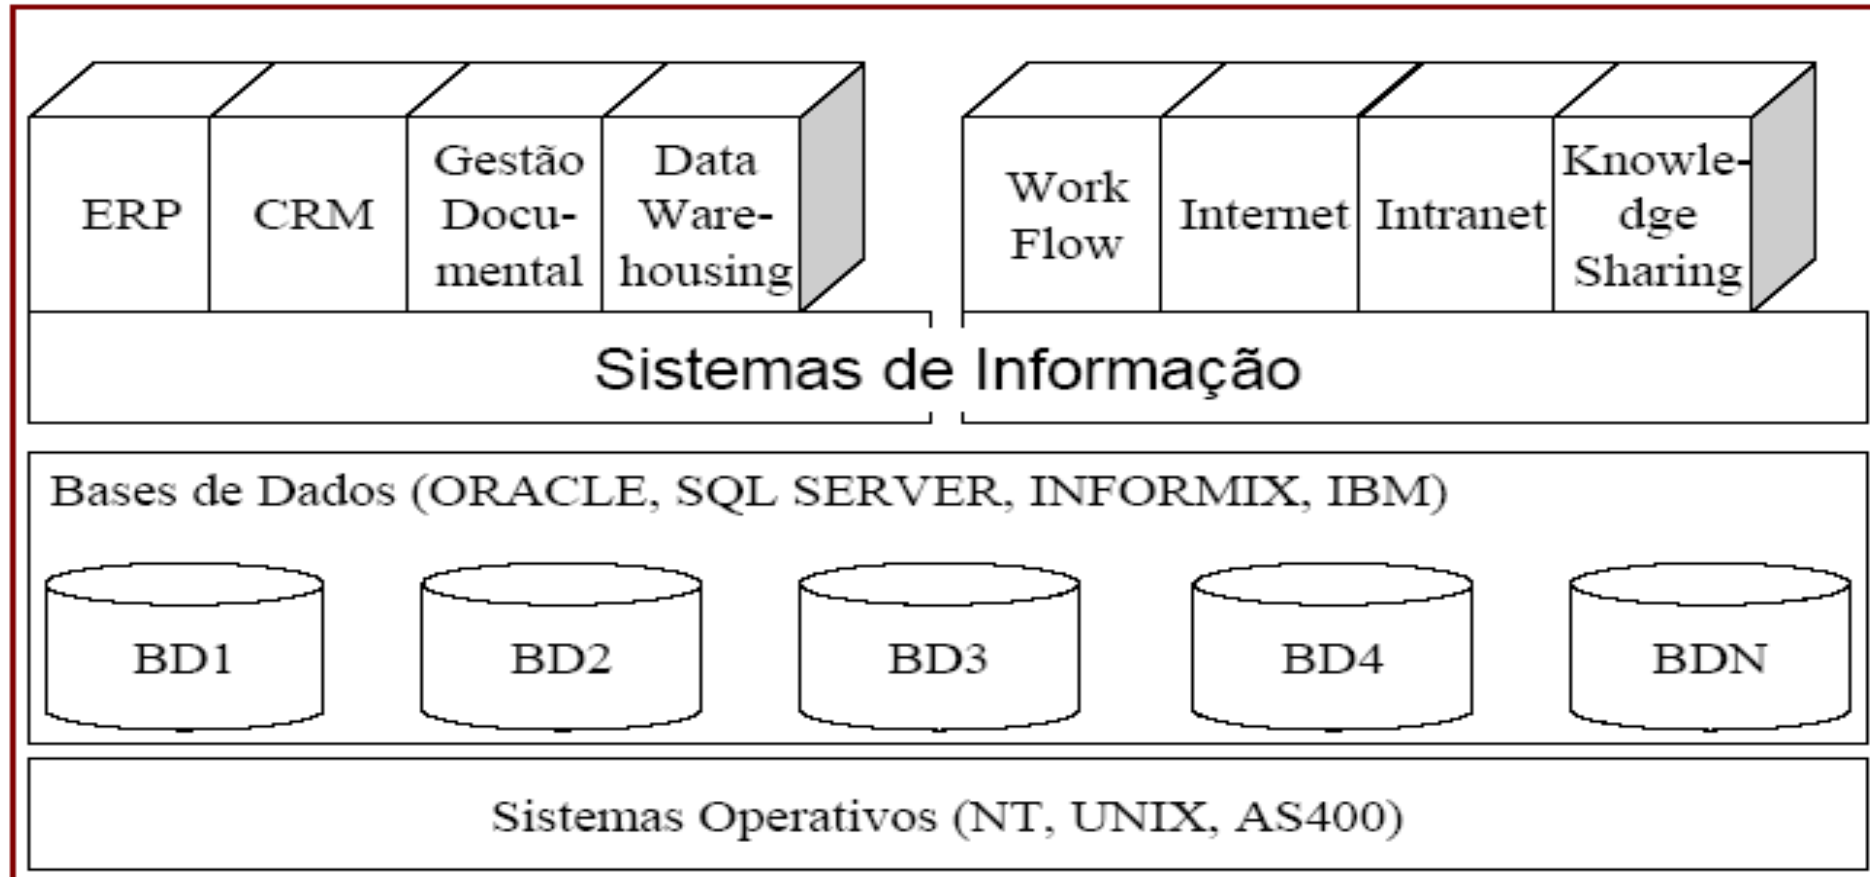 ERP
CRM
Gestão
Docu-
mental
Data
Ware-
housing
Work
Flow
Internet
Intranet
Knowle-
dge
Sharing
Sistemas de Informação
Bases de Dados (ORACLE, SQL SERVER, INFORMIX, IBM)
BD1
BD2
BD3
BD4
BDN
Sistemas Operativos (NT, UNIX, AS400)